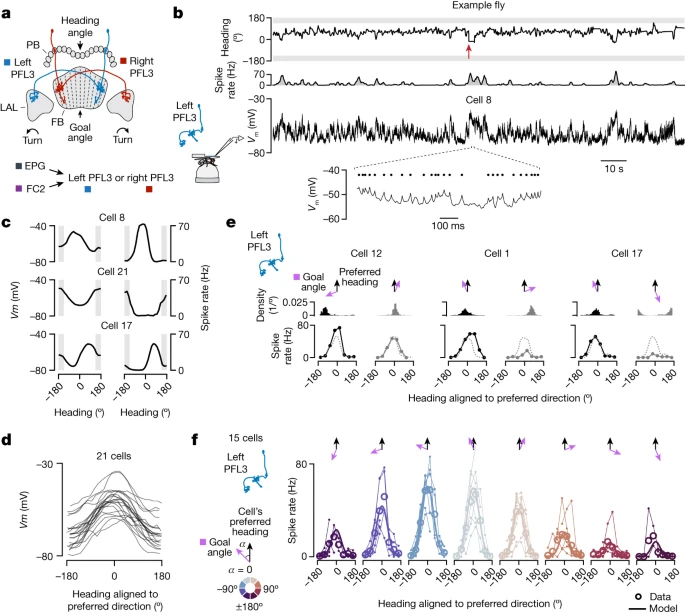 a
Heading
angle
PB
Left
PFL3
Right
PFL3
LAL
FB
Goal
angle
Turn
Turn
EPG
FC2
Left PFL3 or right PFL3
b
Example fly
Heading
(º)
180
−180
Spike
rate (Hz)
70
0
Left
PFL3
Cell 8
Vm
(mV)
−30
−80
10 s
Vm
(mV)
−40
−50
−60
100 ms
c
Cell 8
−40
−80
70
0
Cell 21
Vm (mV)
−40
−80
70
0
Spike rate (Hz)
Cell 17
−40
−80
70
0
−180
0
180
−180
0
180
Heading (º)
Heading (º)
d
21 cells
Vm (mV)
−30
−80
−180
0
180
Heading aligned to
preferred direction (º)
e
Left
PFL3
Cell 12
Cell 1
Cell 17
Goal
angle
Preferred
heading
Density
(1/º)
0.025
0
Spike
rate (Hz)
80
0
−180
0
180
−180
0
180
−180
0
180
−180
0
180
−180
0
180
−180
0
180
Heading aligned to preferred direction (º)
f
15 cells
Left
PFL3
Cell's
preferred
heading
Goal
angle
α
α = 0
−90º
90º
±180º
Spike rate (Hz)
80
0
−180
0
180
−180
0
180
−180
0
180
−180
0
180
−180
0
180
−180
0
180
−180
0
180
−180
0
180
Heading aligned to preferred direction (º)
Data
Model